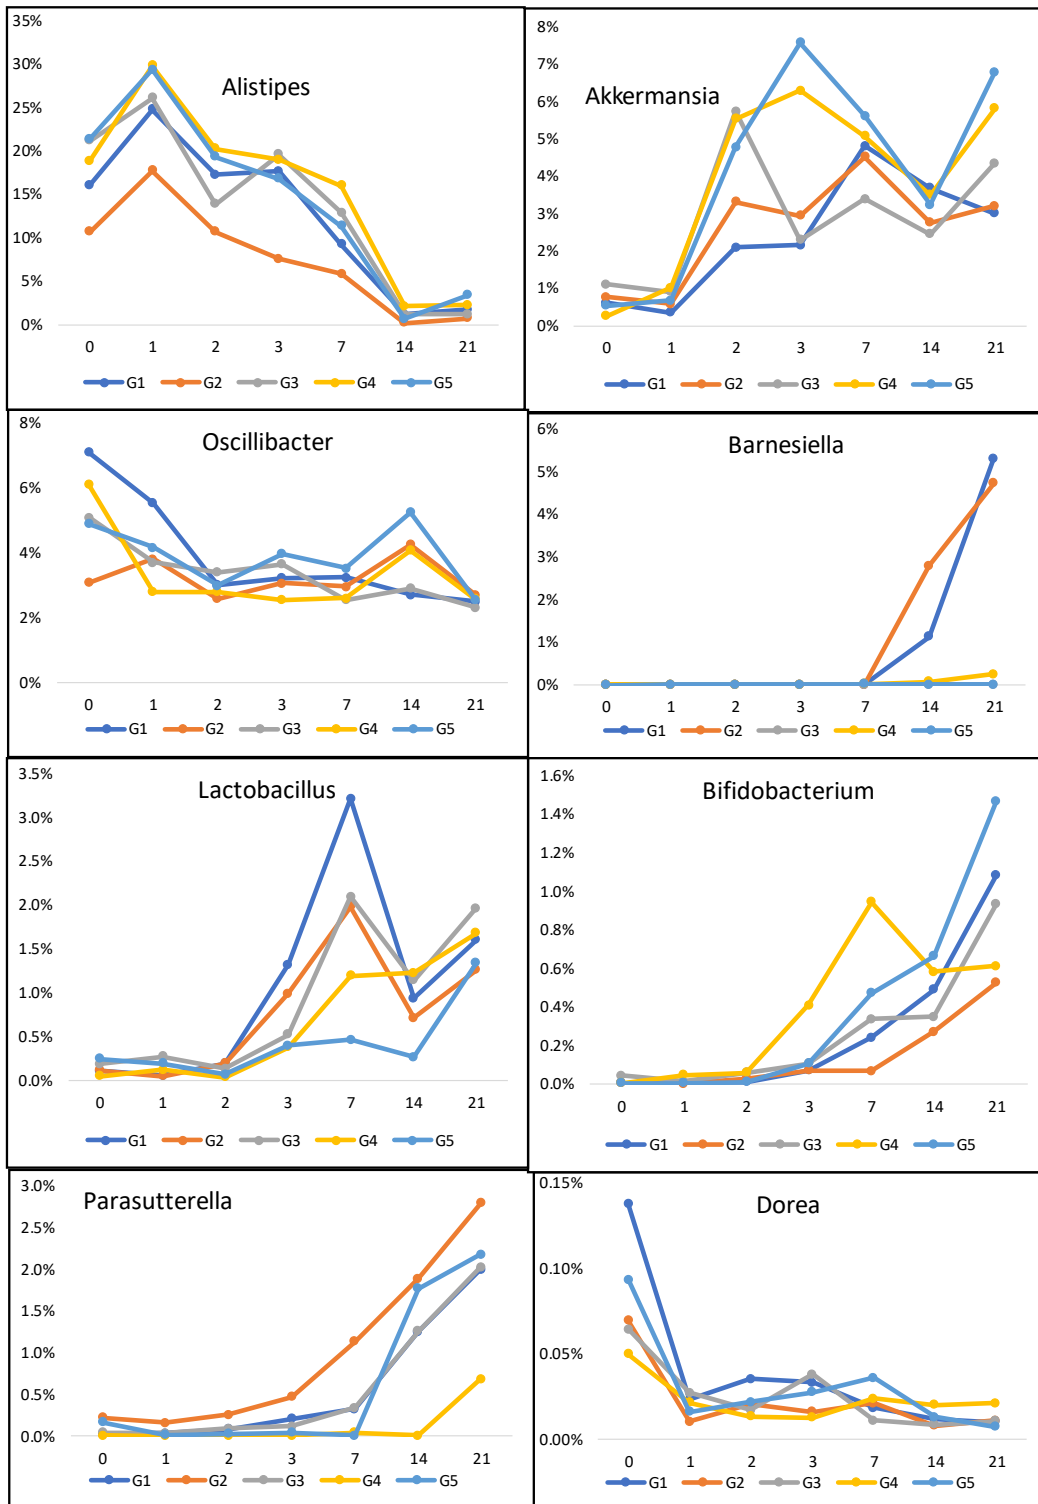 35%
30%
25%
20%
15%
10%
5%
0%
Alistipes
0 1 2 3 7 14 21
G1 G2 G3 G4 G5
8%
7%
6%
5%
4%
3%
2%
1%
0%
Akkermansia
0 1 2 3 7 14 21
G1 G2 G3 G4 G5
8%
6%
4%
2%
0%
Oscillibacter
0 1 2 3 7 14 21
G1 G2 G3 G4 G5
6%
5%
4%
3%
2%
1%
0%
Barnesiella
0 1 2 3 7 14 21
G1 G2 G3 G4 G5
3.5%
3.0%
2.5%
2.0%
1.5%
1.0%
0.5%
0.0%
Lactobacillus
0 1 2 3 7 14 21
G1 G2 G3 G4 G5
1.6%
1.4%
1.2%
1.0%
0.8%
0.6%
0.4%
0.2%
0.0%
Bifidobacterium
0 1 2 3 7 14 21
G1 G2 G3 G4 G5
3.0%
2.5%
2.0%
1.5%
1.0%
0.5%
0.0%
Parasutterella
0 1 2 3 7 14 21
G1 G2 G3 G4 G5
0.15%
0.10%
0.05%
0.00%
Dorea
0 1 2 3 7 14 21
G1 G2 G3 G4 G5